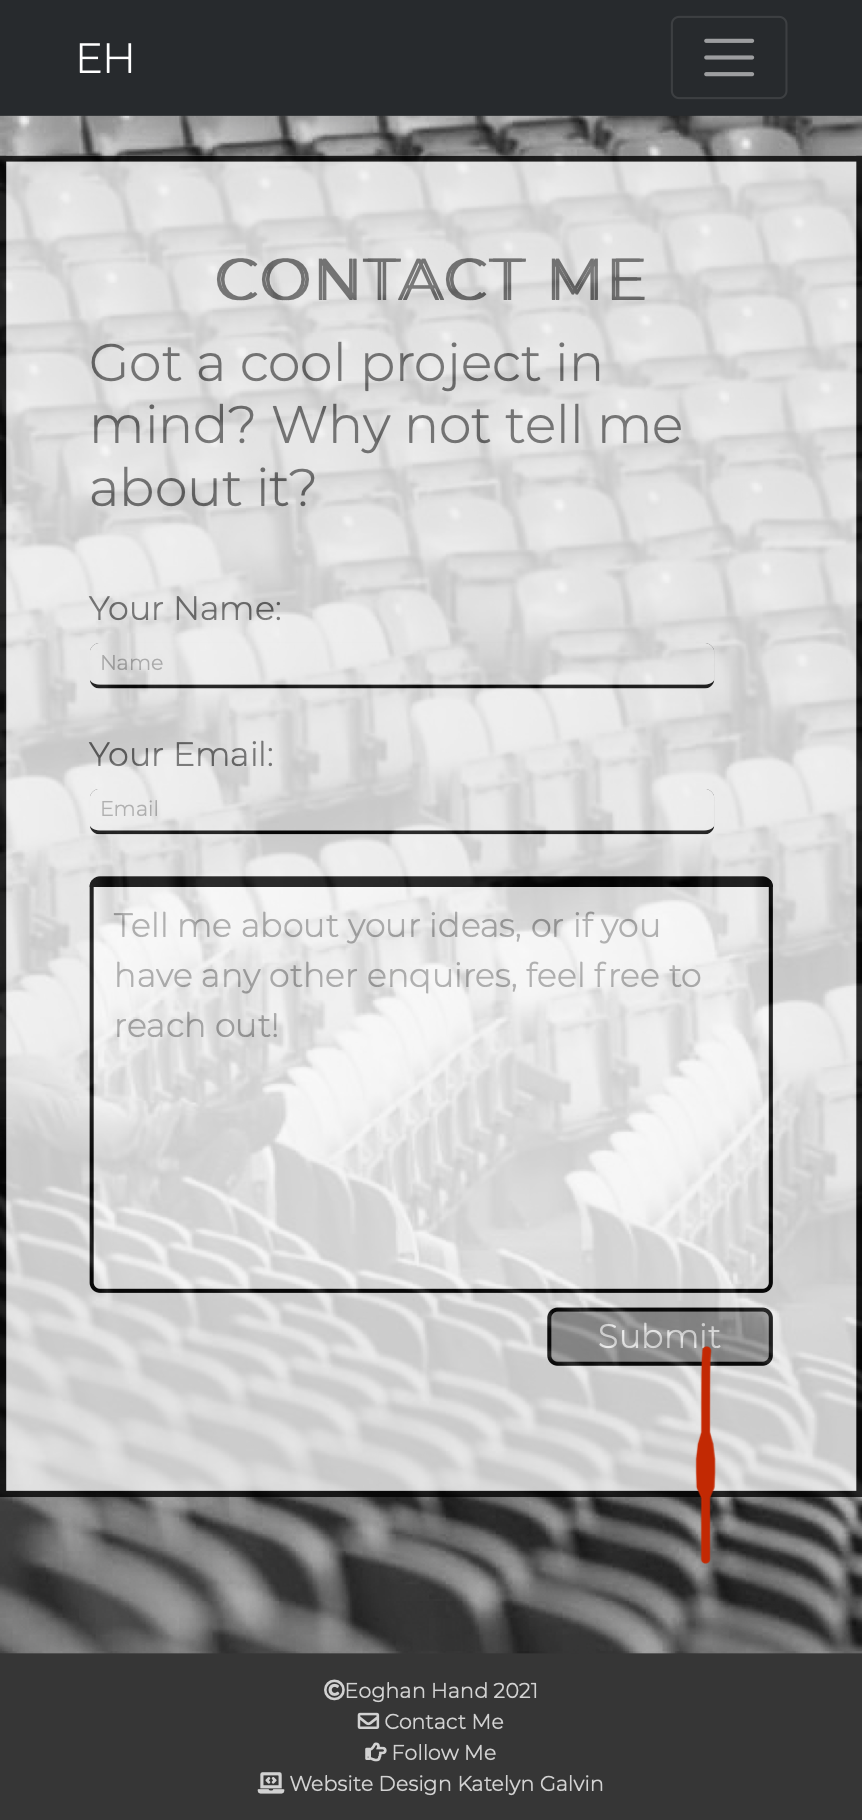 EH
CONTACT ME
Got a cool project in
mind? Why not tell me
about it?
Your Name:
Name
Your Email:
Email
Tell me about your ideas, or if you
have any other enquires, feel free to
reach out!
Submit
©Eoghan Hand 2021
Contact Me
Follow Me
Website Design Katelyn Galvin